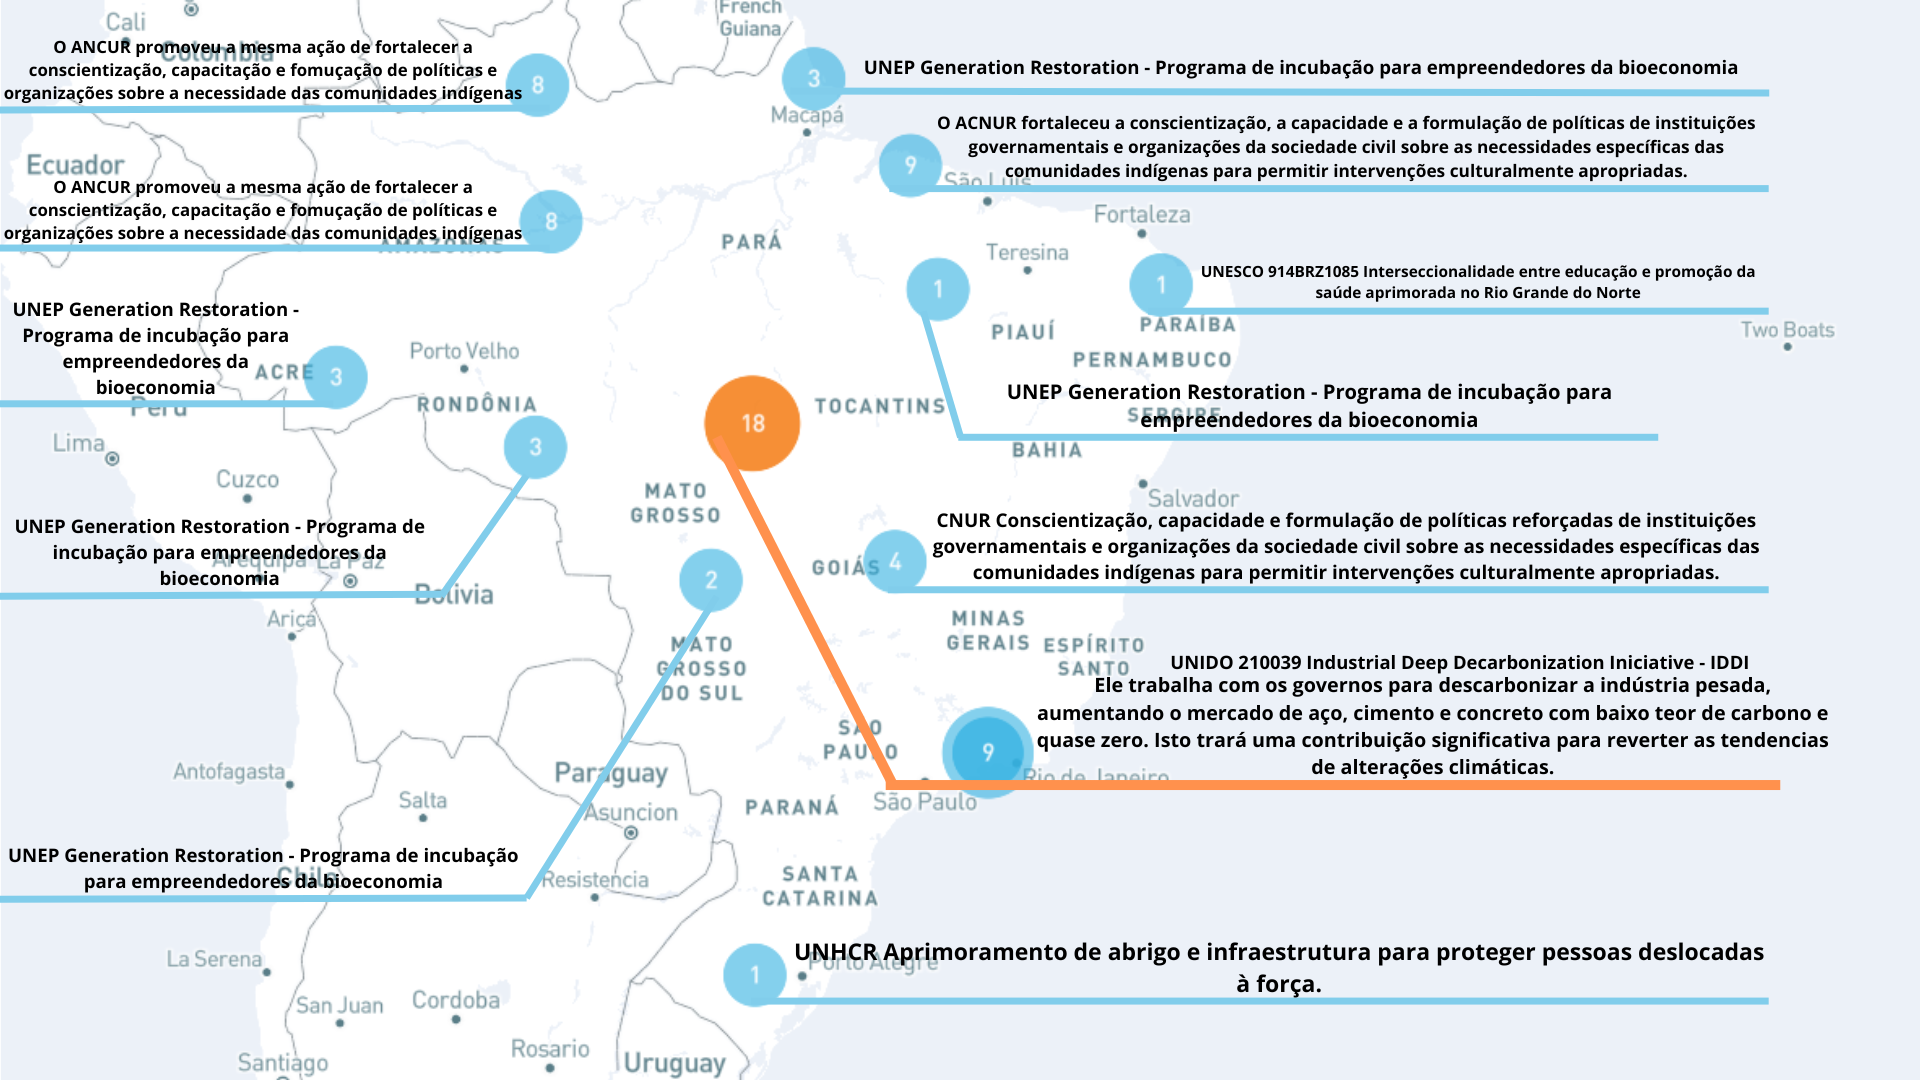 French
Guiana
Cali
Colombia
O ANCUR promoveu a mesma ação de fortalecer a
conscientização, capacitação e fomuçação de políticas e
organizações sobre a necessidade das comunidades indígenas
8
3
UNEP Generation Restoration - Programa de incubação para empreendedores da bioeconomia
Macapá
O ACNUR fortaleceu a conscientização, a capacidade e a formulação de políticas de instituições
governamentais e organizações da sociedade civil sobre as necessidades específicas das
comunidades indígenas para permitir intervenções culturalmente apropriadas.
9
São Luís
Ecuador
O ANCUR promoveu a mesma ação de fortalecer a
conscientização, capacitação e fomuçação de políticas e
organizações sobre a necessidade das comunidades indígenas
8
AMAZONAS
PARÁ
Fortaleza
Teresina
1
1
UNESCO 914BRZ1085 Interseccionalidade entre educação e promoção da
saúde aprimorada no Rio Grande do Norte
PIAUÍ
PARAÍBA
PERNAMBUCO
Two Boats
UNEP Generation Restoration -
Programa de incubação para
empreendedores da
bioeconomia
ACRE
3
Porto Velho
RONDÔNIA
Peru
18
TOCANTINS
UNEP Generation Restoration - Programa de incubação para
empreendedores da bioeconomia
SERGIPE
BAHIA
Lima
Cuzco
3
MATO
GROSSO
Salvador
UNEP Generation Restoration - Programa de
incubação para empreendedores da
bioeconomia
Arequipa
La Paz
Bolivia
Arica
2
GOIÁS
4
CNUR Conscientização, capacidade e formulação de políticas reforçadas de instituições
governamentais e organizações da sociedade civil sobre as necessidades específicas das
comunidades indígenas para permitir intervenções culturalmente apropriadas.
MATO
GROSSO
DO SUL
MINAS
GERAIS
ESPÍRITO
SANTO
UNIDO 210039 Industrial Deep Decarbonization Iniciative - IDDI
Ele trabalha com os governos para descarbonizar a indústria pesada,
aumentando o mercado de aço, cimento e concreto com baixo teor de carbono e
quase zero. Isto trará uma contribuição significativa para reverter as tendencias
de alterações climáticas.
SÃO
PAULO
9
Rio de Janeiro
São Paulo
Antofagasta
Paraguay
Salta
Asuncion
PARANÁ
UNEP Generation Restoration - Programa de incubação
para empreendedores da bioeconomia
Chile
Resistencia
SANTA
CATARINA
La Serena
1
UNHCR Aprimoramento de abrigo e infraestrutura para proteger pessoas deslocadas
à força.
Porto Alegre
San Juan
Cordoba
Rosario
Santiago
Uruguay